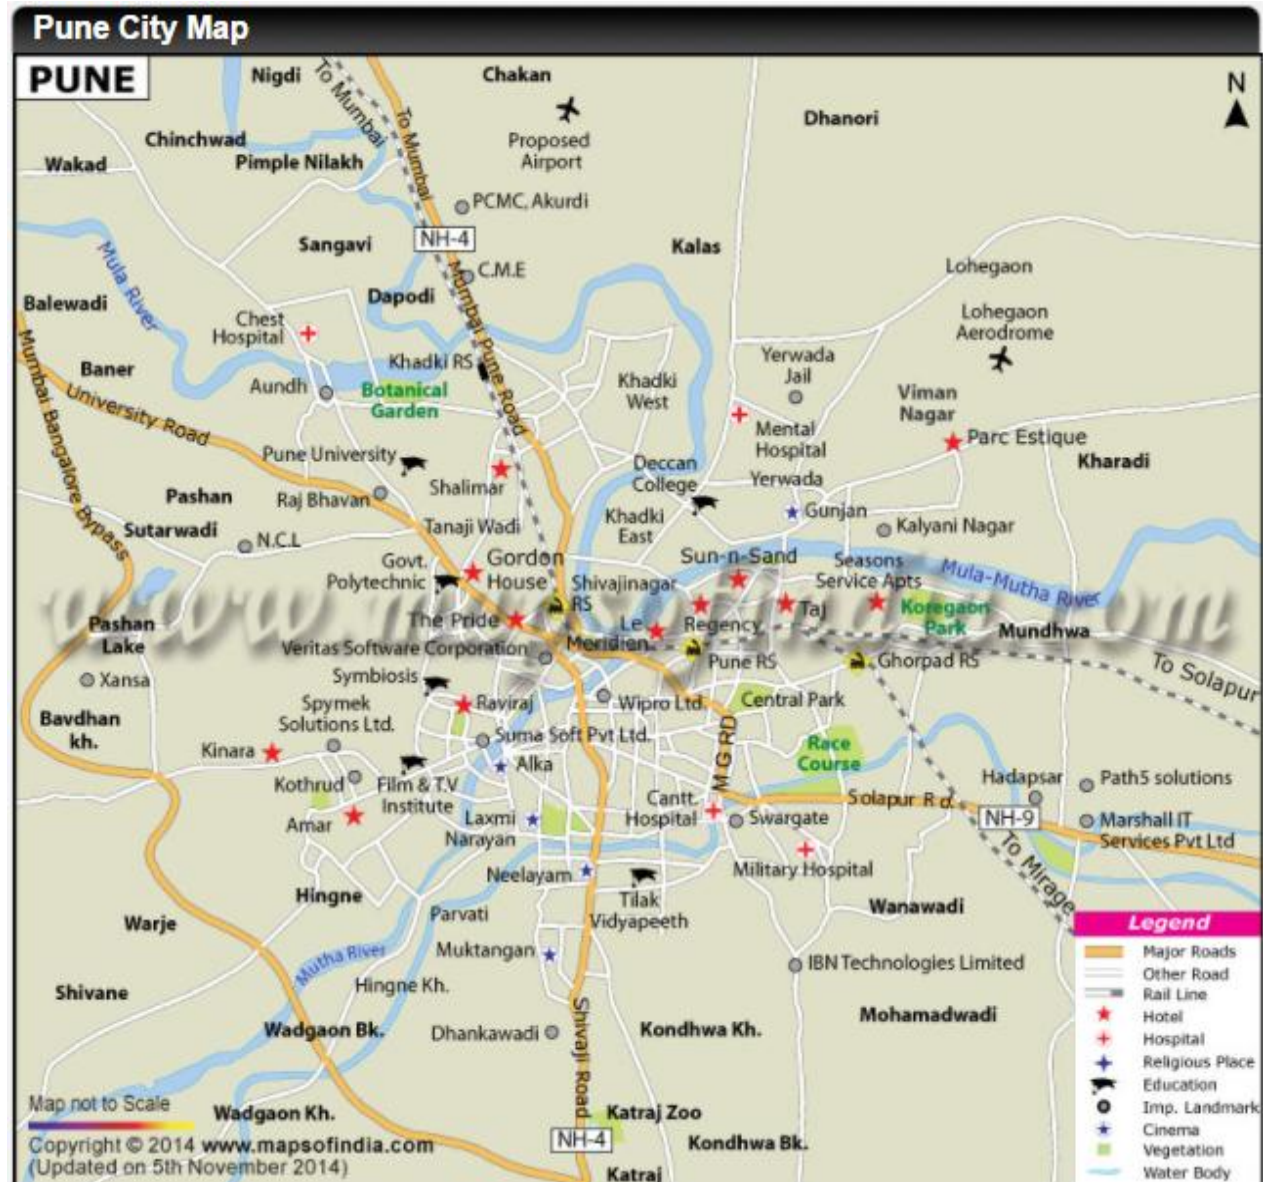 Pune City Map
PUNE
N
Nigdi
To Mumbai
To Mumbai
Chakan
Proposed
Airport
Dhanori
Chinchwad
Wakad
Pimple Nilakh
PCMC, Akurdi
Sangavi
NH-4
Kalas
C.M.E
Lohegaon
Mula River
Balewadi
Dapodi
Chest
Hospital
Lohegaon
Aerodrome
Mumbai Pune Road
Khadki RS
Yerwada
Jail
Baner
Aundh
Botanical
Garden
Khadki
West
Viman
Nagar
Mumbai Bangalore Bypass
University Road
Mental
Hospital
Parc Estique
Kharadi
Pune University
Shalimar
Deccan
College
Yerwada
Pashan
Raj Bhavan
Gunjan
Sutarwadi
Tanaji Wadi
Khadki
East
Kalyani Nagar
N.C.L
Govt.
Polytechnic
Gordon
House
Shivajinagar
RS
Sun-n-Sand
Seasons
Service Apts
Mula-Mutha River
www.mapsofindia.com
Pashan
Lake
The Pride
Le
Meridien
Regency
Taj
Koregaon
Park
Mundhwa
Veritas Software Corporation
Pune RS
Ghorpad RS
To Solapur
Xansa
Symbiosis
Raviraj
Wipro Ltd.
Central Park
Bavdhan
kh.
Spymek
Solutions Ltd.
Suma Soft Pvt Ltd.
M G RD
Race
Course
Kinara
Alka
Kothrud
Film & T.V
Institute
Hadapsar
Path5 solutions
Amar
Laxmi
Narayan
Cantt.
Hospital
Swargate
Solapur Rd.
NH-9
Marshall IT
Services Pvt Ltd
Military Hospital
To Mirage
Neelayam
Tilak
Vidyapeeth
Hingne
Parvati
Wanawadi
Warje
Mutha River
Muktangan
IBN Technologies Limited
Shivane
Hingne Kh.
Mohamadwadi
Wadgaon Bk.
Dhankawadi
Shivaji Road
Kondhwa Kh.
Wadgaon Kh.
Katraj Zoo
NH-4
Kondhwa Bk.
Katraj
Legend
Major Roads
Other Road
Rail Line
Hotel
Hospital
Religious Place
Education
Imp. Landmark
Cinema
Vegetation
Water Body
Map not to Scale
Copyright © 2014 www.mapsofindia.com
(Updated on 5th November 2014)